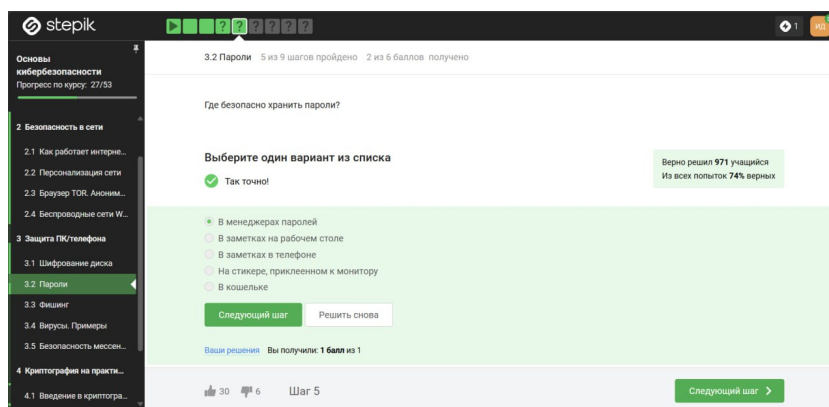 stepik
1
ИД
Основы
кибербезопасности
Прогресс по курсу: 27/53
2 Безопасность в сети
2.1 Как работает интерне...
2.2 Персонализация сети
2.3 Браузер TOR. Аноним...
2.4 Беспроводные сети W...
3 Защита ПК/телефона
3.1 Шифрование диска
3.2 Пароли
3.3 Фишинг
3.4 Вирусы. Примеры
3.5 Безопасность мессен...
4 Криптография на практи...
4.1 Введение в криптогра...
3.2 Пароли 5 из 9 шагов пройдено 2 из 6 баллов получено
Где безопасно хранить пароли?
Выберите один вариант из списка
Так точно!
Верно решил 971 учащийся
Из всех попыток 74% верных
В менеджерах паролей
В заметках на рабочем столе
В заметках в телефоне
На стикере, приклеенном к монитору
В кошельке
Следующий шаг Решить снова
Ваши решения Вы получили: 1 балл из 1
30 6 Шаг 5
Следующий шаг